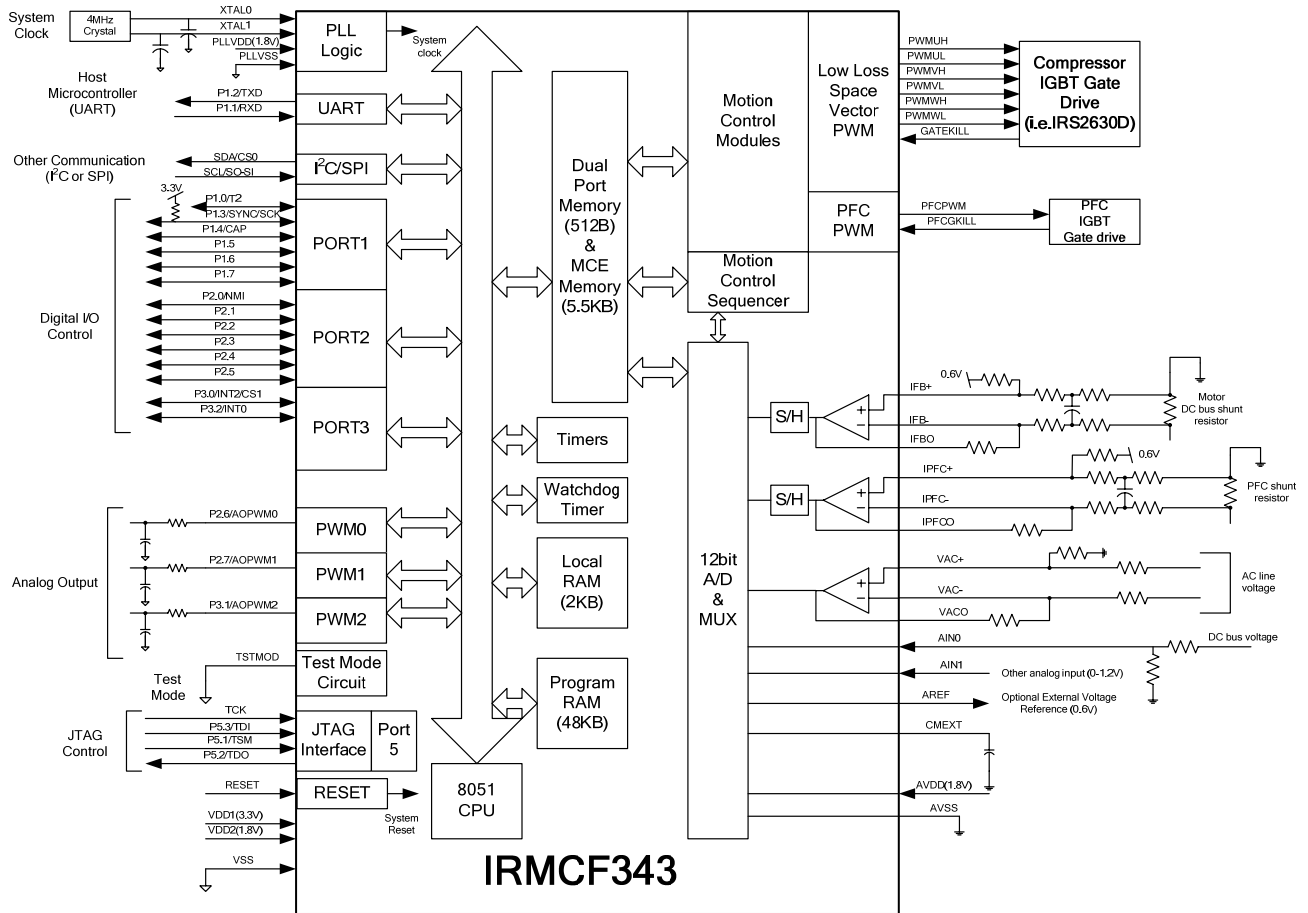 System
Clock
4MHz
Crystal
XTAL0
XTAL1
PLLVDD(1.8V)
PLLVSS
PLL
Logic
System
clock
Host
Microcontroller
(UART)
P1.2/TXD
P1.1/RXD
UART
Other Communication
(I²C or SPI)
SDA/CS0
SCL/SO-SI
I²C/SPI
3.3V
P1.0/T2
P1.3/SYNC/SCK
P1.4/CAP
P1.5
P1.6
P1.7
PORT1
Digital I/O
Control
P2.0/NMI
P2.1
P2.2
P2.3
P2.4
P2.5
PORT2
P3.0/INT2/CS1
P3.2/INT0
PORT3
Analog Output
P2.6/AOPWM0
P2.7/AOPWM1
P3.1/AOPWM2
PWM0
PWM1
PWM2
Test
Mode
TSTMOD
Test Mode
Circuit
JTAG
Control
TCK
P5.3/TDI
P5.1/TSM
P5.2/TDO
JTAG
Interface
Port
5
RESET
RESET
System
Reset
VDD1(3.3V)
VDD2(1.8V)
VSS
8051
CPU
Dual
Port
Memory
(512B)
&
MCE
Memory
(5.5KB)
Timers
Watchdog
Timer
Local
RAM
(2KB)
Program
RAM
(48KB)
Motion
Control
Modules
Motion
Control
Sequencer
Low Loss
Space
Vector
PWM
PFC
PWM
12bit
A/D
&
MUX
S/H
S/H
PWMUH
PWMUL
PWMVH
PWMVL
PWMWH
PWMWL
GATEKILL
Compressor
IGBT Gate
Drive
(i.e.IRS2630D)
PFCPWM
PFCGKILL
PFC
IGBT
Gate drive
IFB+
IFB-
IFBO
0.6V
+
−
Motor
DC bus shunt
resistor
IPFC+
IPFC-
IPFCO
0.6V
+
−
PFC shunt
resistor
VAC+
VAC-
VACO
+
−
AC line
voltage
AIN0
DC bus voltage
AIN1
Other analog input (0-1.2V)
AREF
Optional External Voltage
Reference (0.6V)
CMEXT
AVDD(1.8V)
AVSS
IRMCF343